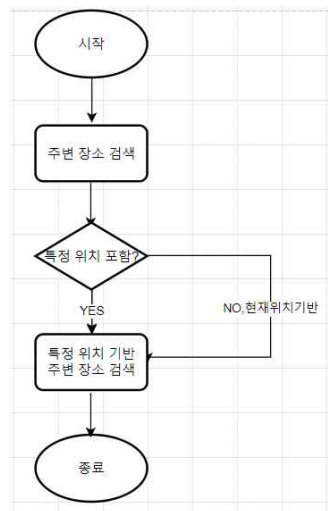 시작
주변 장소 검색
특정 위치 포함?
YES
NO,현재위치기반
특정 위치 기반
주변 장소 검색
종료